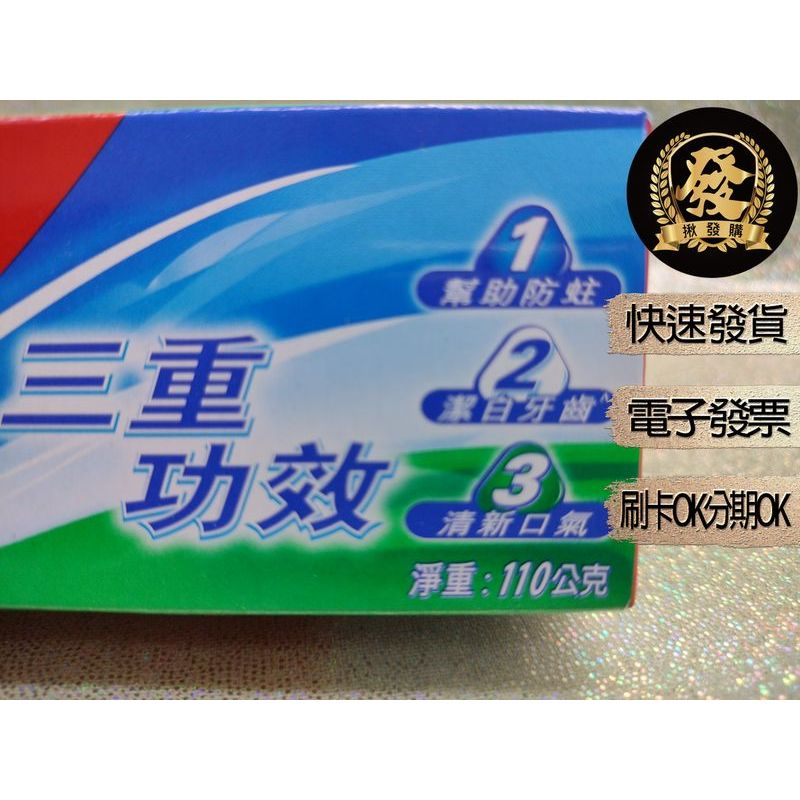 三重
功效
1
幫助防蛀
2
潔白牙齒^
3
清新口氣
淨重：110公克
發
揪發購
快速發貨
電子發票
刷卡OK分期OK